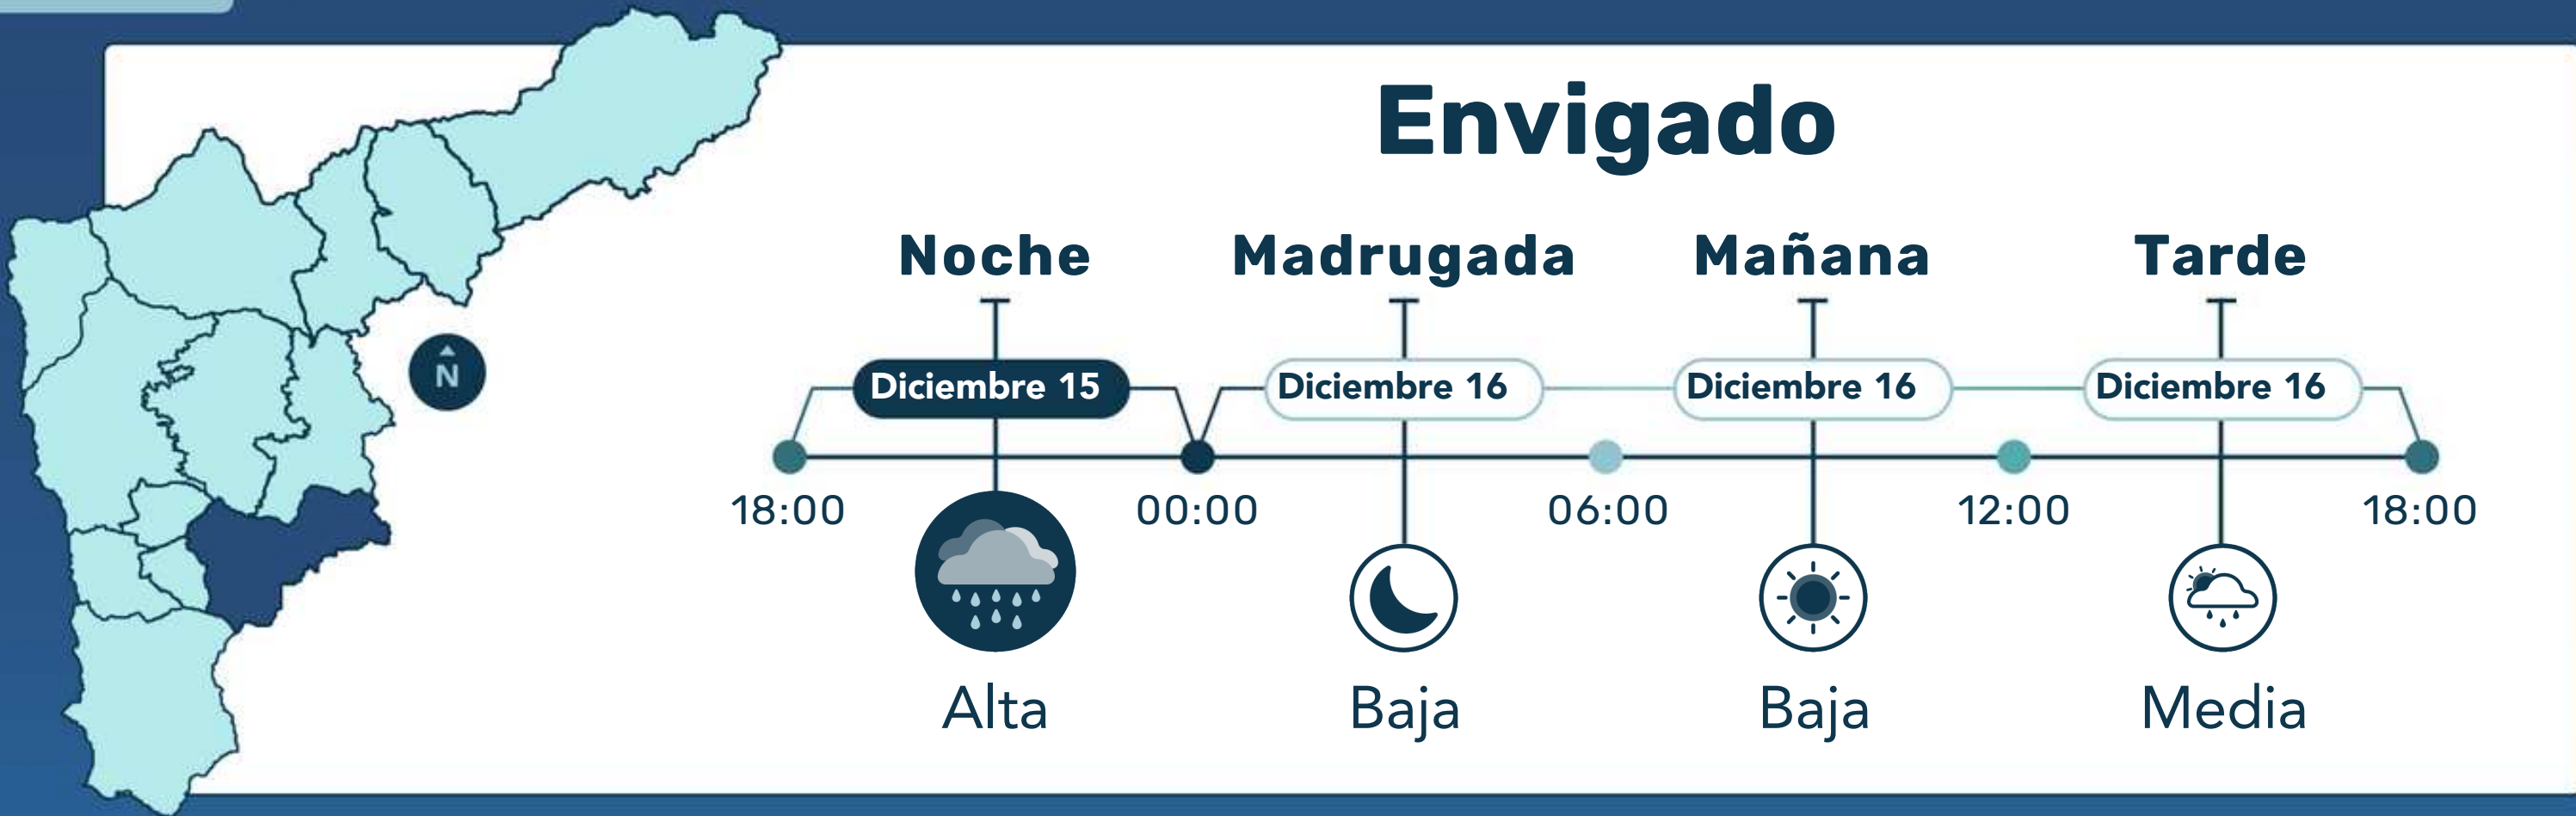 Envigado
Noche Madrugada Mañana Tarde
N
Diciembre 15 Diciembre 16 Diciembre 16 Diciembre 16
18:00 00:00 06:00 12:00 18:00
Alta Baja Baja Media